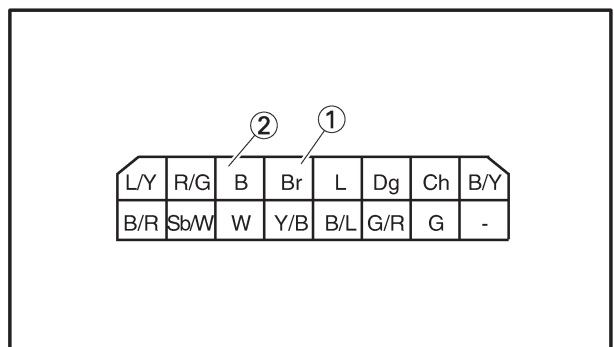 ② ①
L/Y R/G B Br L Dg Ch B/Y
B/R Sb/W W Y/B B/L G/R G -